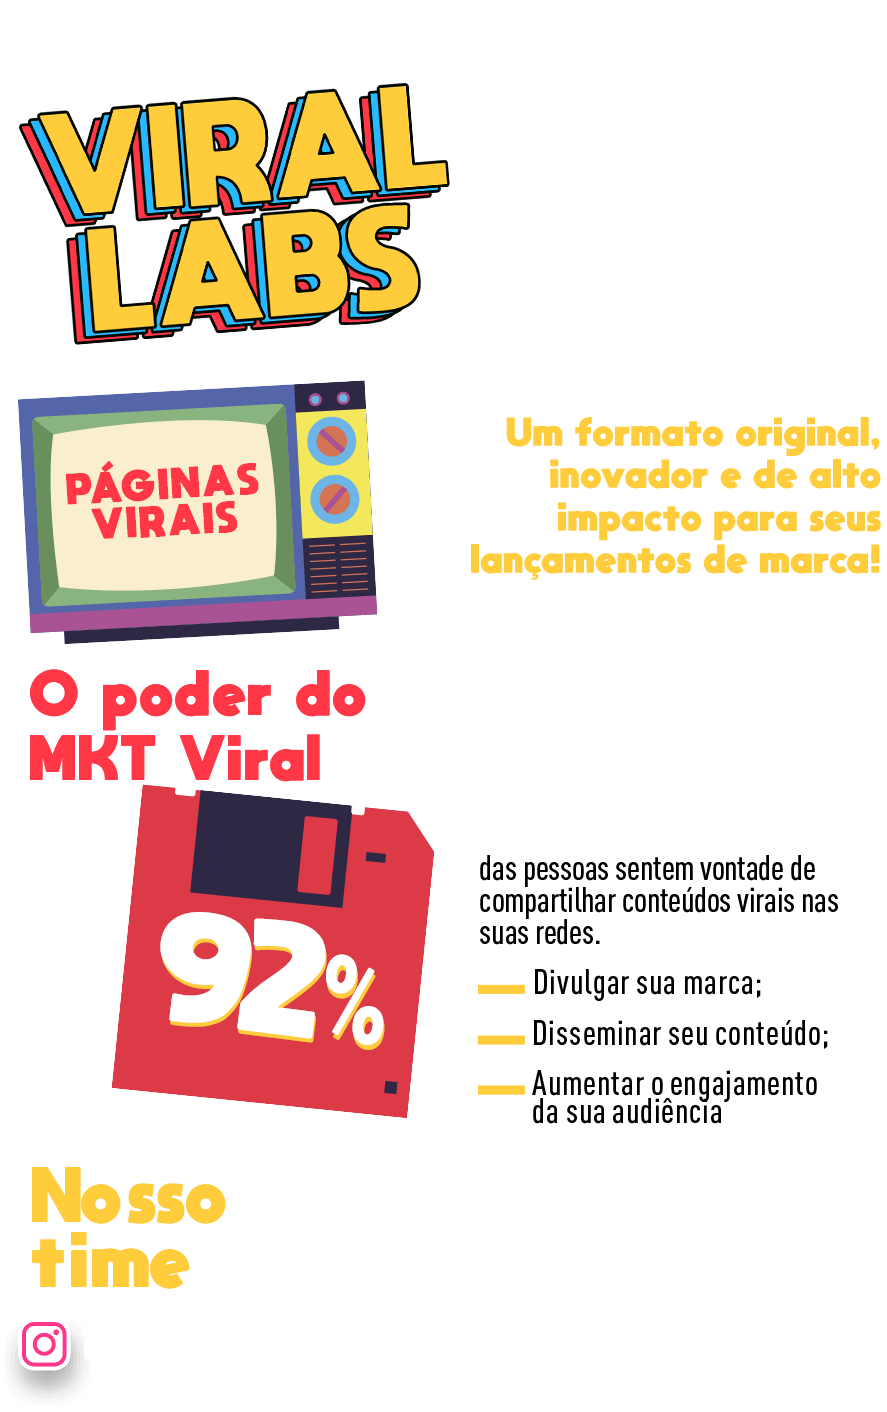 VIRAL
LABS
PÁGINAS
VIRAIS
Um formato original,
inovador e de alto
impacto para seus
lançamentos de marca!
O poder do
MKT Viral
92%
das pessoas sentem vontade de
compartilhar conteúdos virais nas
suas redes.
Divulgar sua marca;
Disseminar seu conteúdo;
Aumentar o engajamento
da sua audiência
Nosso
time